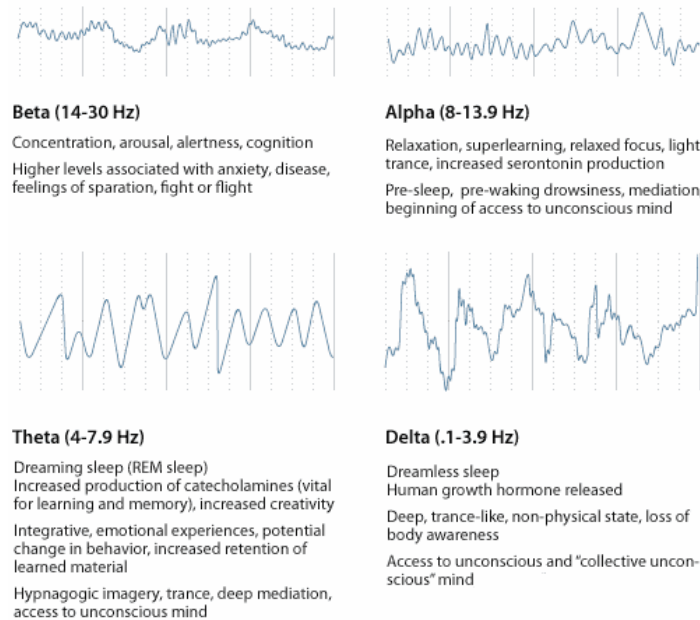 Beta (14-30 Hz)
Concentration, arousal, alertness, cognition
Higher levels associated with anxiety, disease,
feelings of sparation, fight or flight
Alpha (8-13.9 Hz)
Relaxation, superlearning, relaxed focus, light
trance, increased serontonin production
Pre-sleep, pre-waking drowsiness, mediation
beginning of access to unconscious mind
Theta (4-7.9 Hz)
Dreaming sleep (REM sleep)
Increased production of catecholamines (vital
for learning and memory), increased creativity
Integrative, emotional experiences, potential
change in behavior, increased retention of
learned material
Hypnagogic imagery, trance, deep mediation,
access to unconscious mind
Delta (.1-3.9 Hz)
Dreamless sleep
Human growth hormone released
Deep, trance-like, non-physical state, loss of
body awareness
Access to unconscious and “collective uncon-
scious” mind